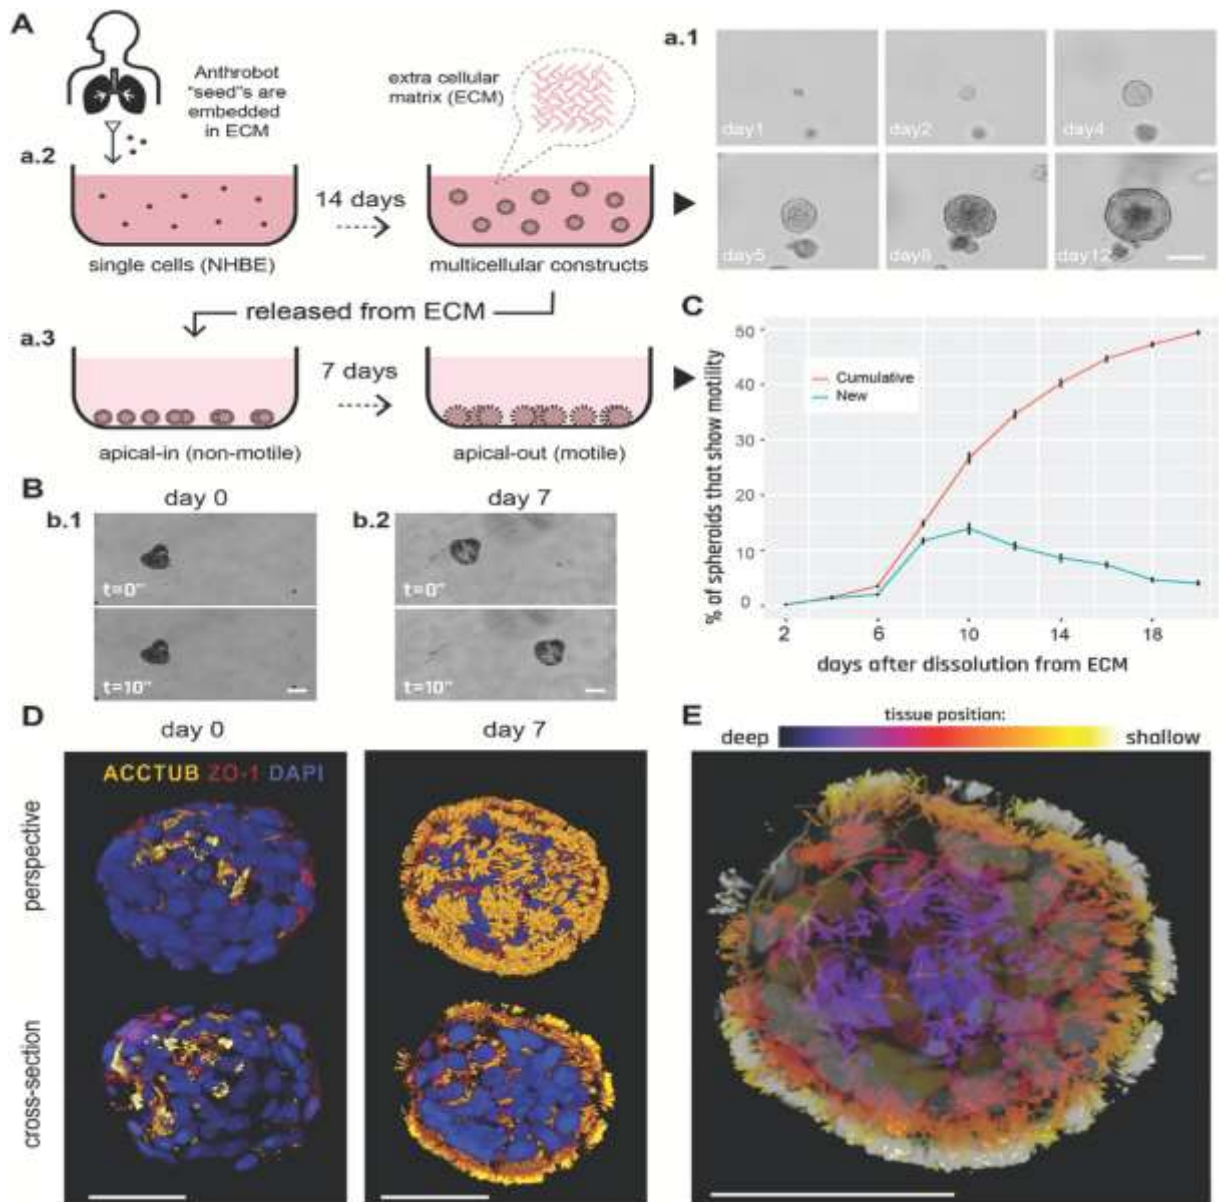 A
Anthrobot
"seed"s are
embedded
in ECM
extra cellular
matrix (ECM)
a.1
day1
day2
day4
day5
day8
day12
a.2
14 days
single cells (NHBE)
multicellular constructs
released from ECM
a.3
7 days
apical-in (non-motile)
apical-out (motile)
B
day 0
day 7
b.1
b.2
t=0"
t=0"
t=10"
t=10"
C
% of spheroids that show motility
50
40
30
20
10
0
Cumulative
New
2
6
10
14
18
days after dissolution from ECM
D
day 0
day 7
ACCTUB ZO-1 DAPI
perspective
cross-section
E
tissue position:
deep
shallow